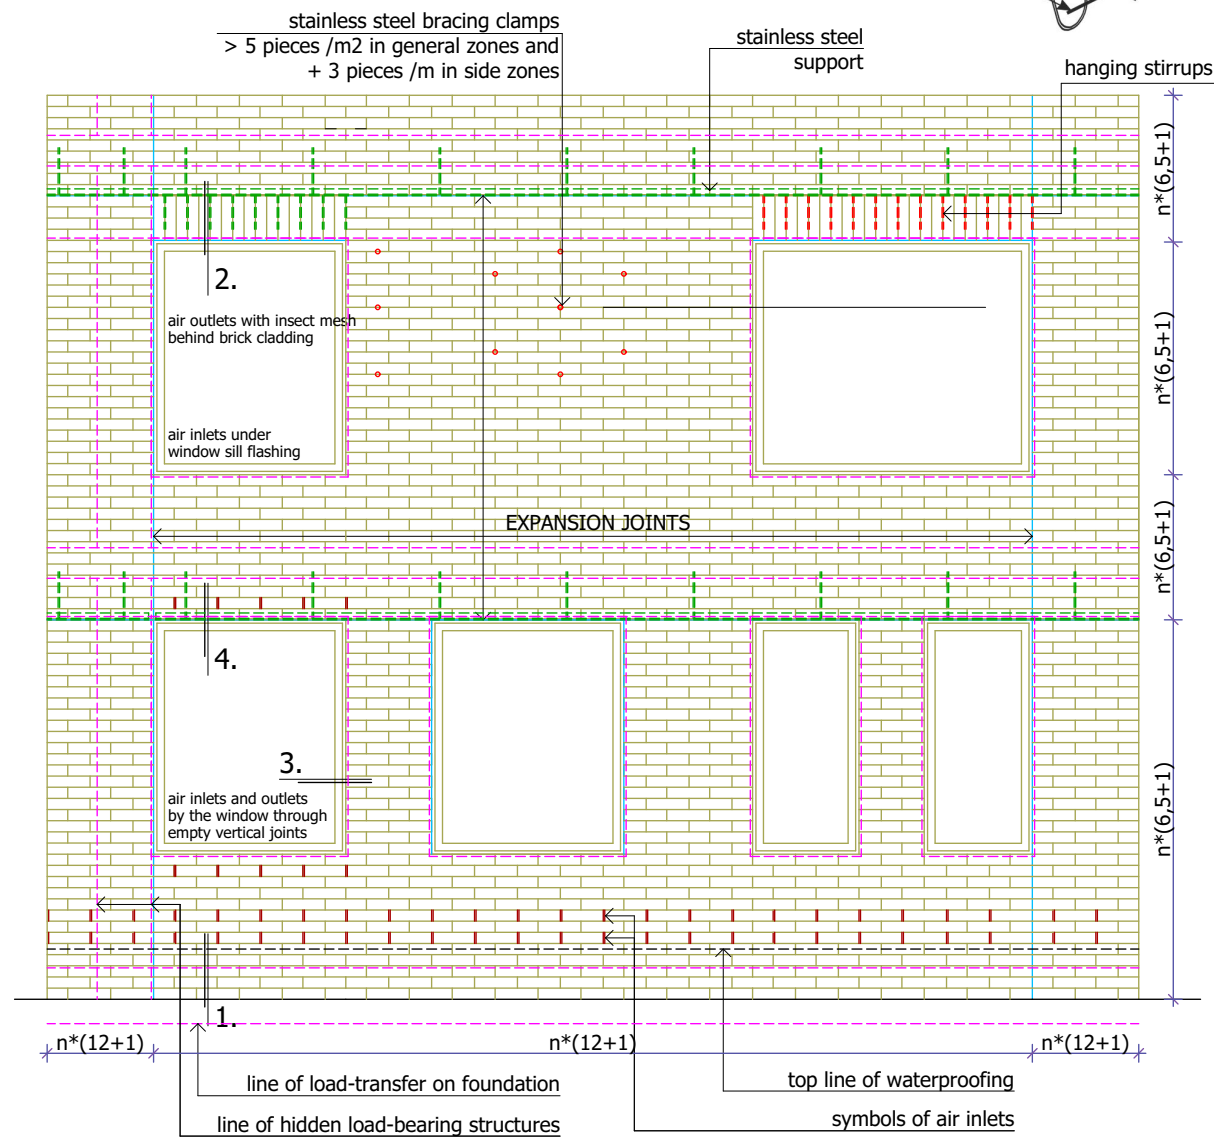 stainless steel bracing clamps
> 5 pieces /m2 in general zones and
+ 3 pieces /m in side zones
stainless steel
support
hanging stirrups
n*(6,5+1)
2.
air outlets with insect mesh
behind brick cladding
n*(6,5+1)
air inlets under
window sill flashing
EXPANSION JOINTS
n*(6,5+1)
4.
3.
air inlets and outlets
by the window through
empty vertical joints
n*(6,5+1)
1.
n*(12+1)
n*(12+1)
n*(12+1)
line of load-transfer on foundation
top line of waterproofing
line of hidden load-bearing structures
symbols of air inlets